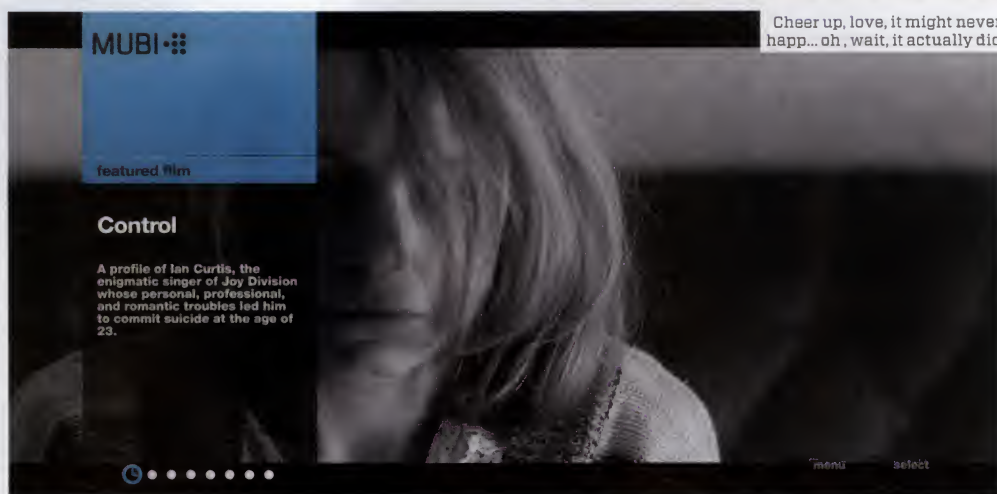 Cheer up, love, it might never
happ... oh, wait, it actually did
MUBI
featured film
Control
A profile of Ian Curtis, the
enigmatic singer of Joy Division
whose personal, professional,
and romantic troubles led him
to commit suicide at the age of
23.
menu select